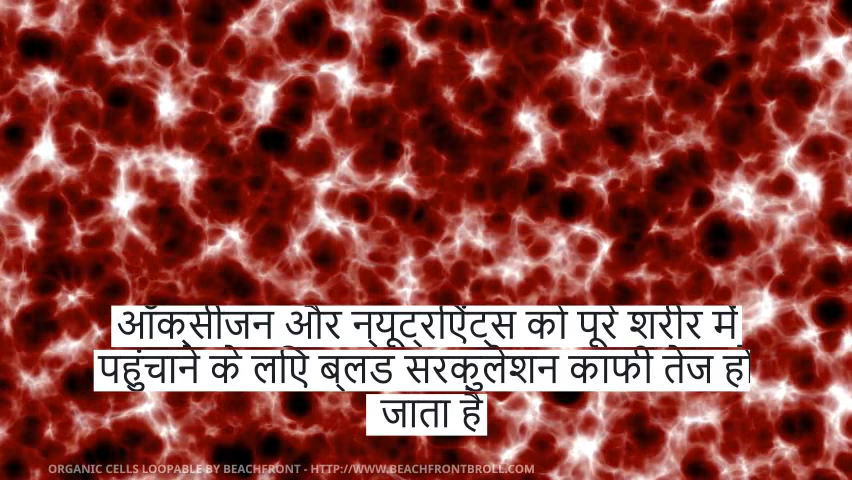 ऑक्सीजन और न्यूट्रिएंट्स को पूरे शरीर में
पहुंचाने के लिए ब्लड सरकुलेशन काफी तेज हो
जाता है
ORGANIC CELLS LOOPABLE BY BEACHFRONT - HTTP://WWW.BEACHFRONTBROLL.COM